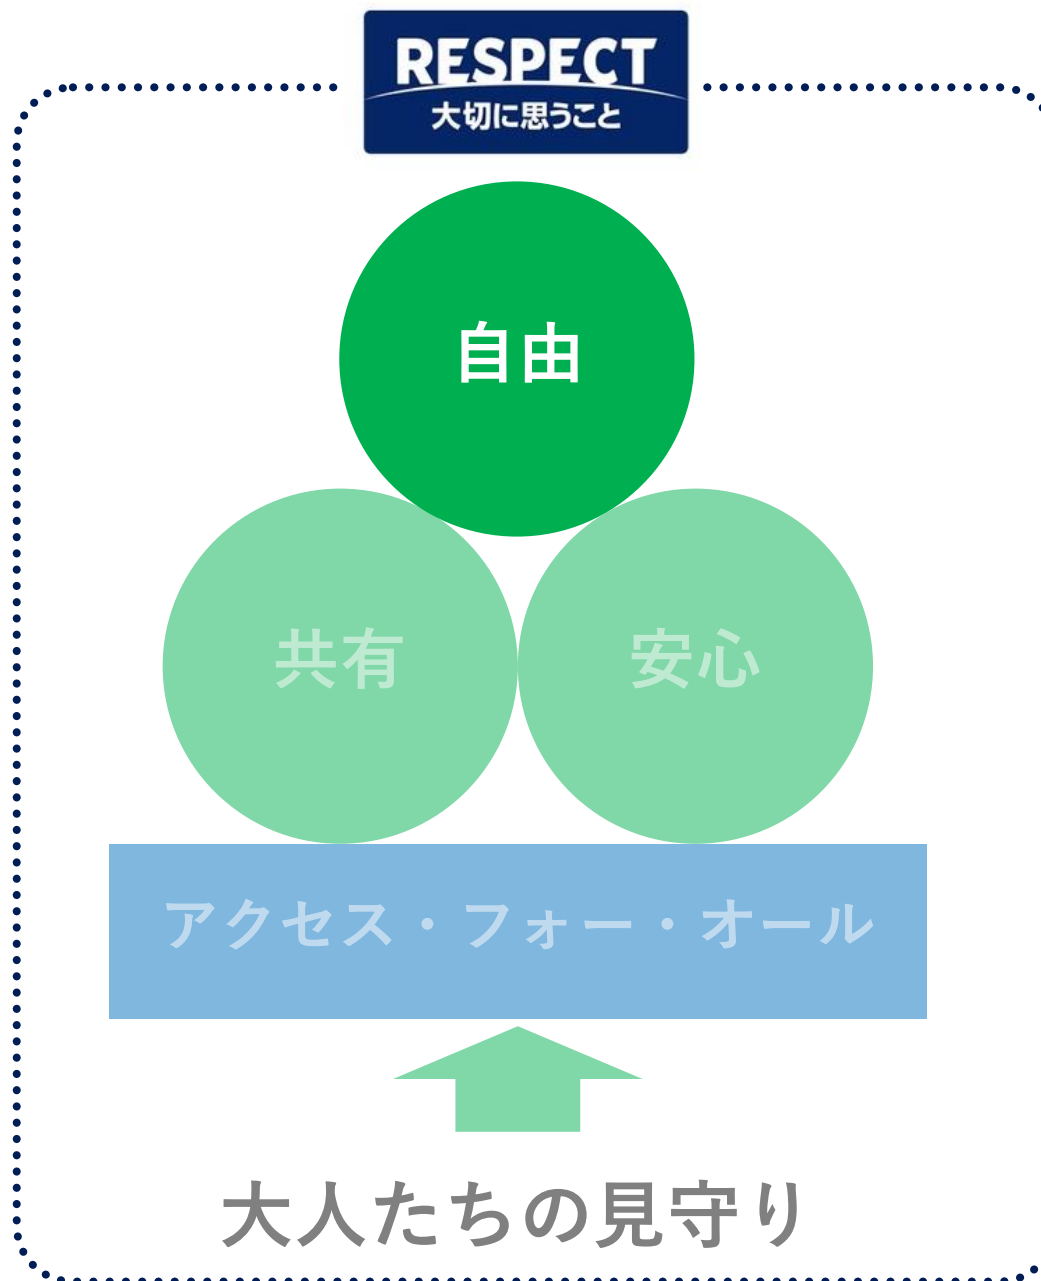 RESPECT
大切に思うこと
自由
共有
安心
アクセス・フォー・オール
大人たちの見守り